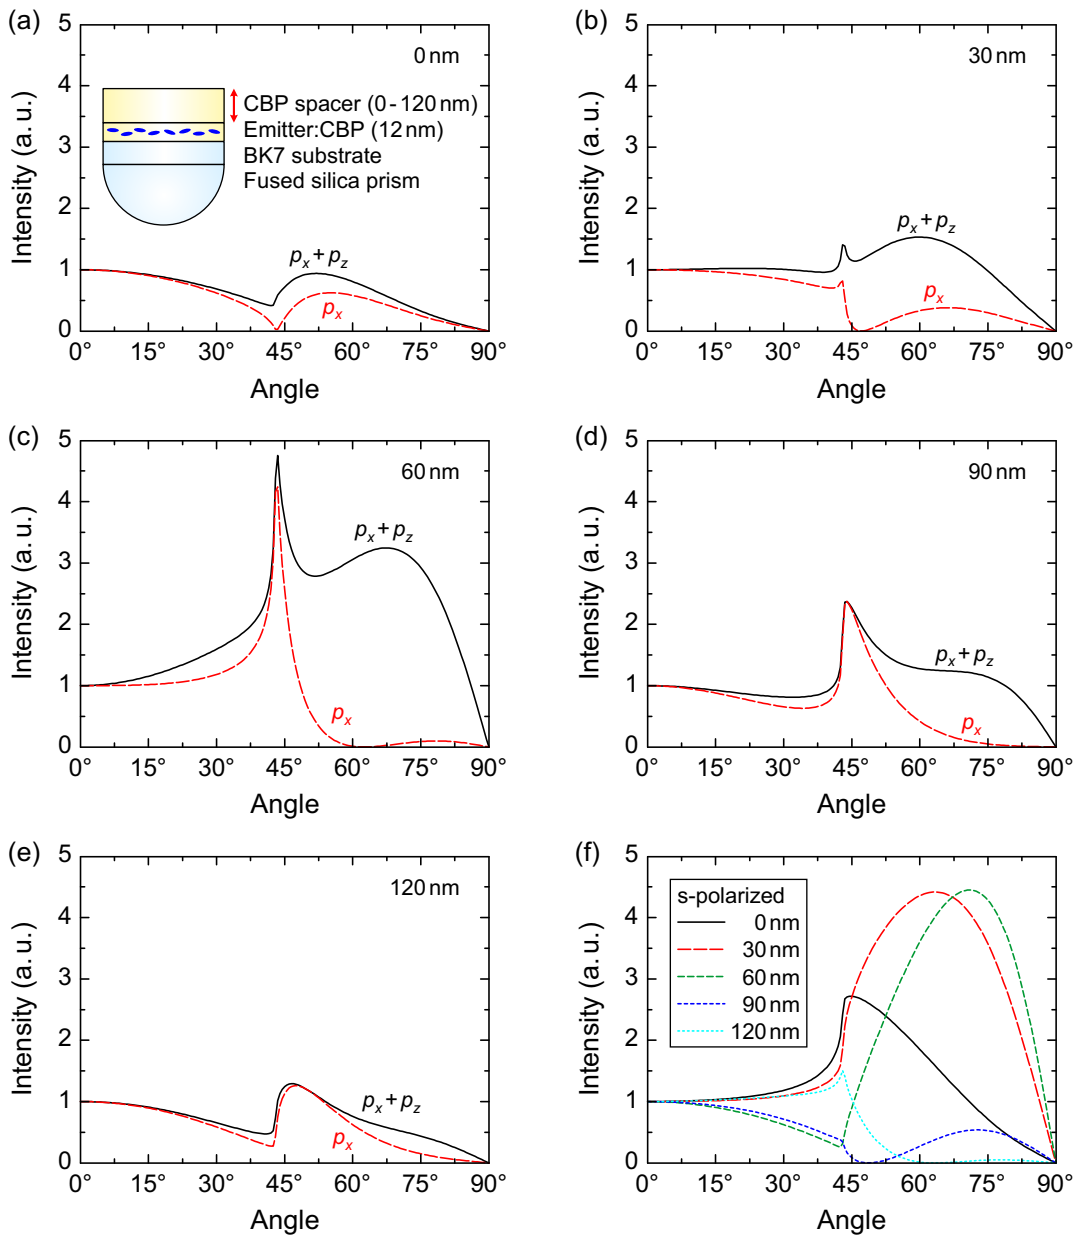 (a)
0 nm
CBP spacer (0 - 120 nm)
Emitter:CBP (12 nm)
BK7 substrate
Fused silica prism
pₓ + p_z
pₓ
Intensity (a. u.)
5
4
3
2
1
0
0° 15° 30° 45° 60° 75° 90°
Angle
(b)
30 nm
pₓ + p_z
pₓ
Intensity (a. u.)
5
4
3
2
1
0
0° 15° 30° 45° 60° 75° 90°
Angle
(c)
60 nm
pₓ + p_z
pₓ
Intensity (a. u.)
5
4
3
2
1
0
0° 15° 30° 45° 60° 75° 90°
Angle
(d)
90 nm
pₓ + p_z
pₓ
Intensity (a. u.)
5
4
3
2
1
0
0° 15° 30° 45° 60° 75° 90°
Angle
(e)
120 nm
pₓ + p_z
pₓ
Intensity (a. u.)
5
4
3
2
1
0
0° 15° 30° 45° 60° 75° 90°
Angle
(f)
s-polarized
0 nm
30 nm
60 nm
90 nm
120 nm
Intensity (a. u.)
5
4
3
2
1
0
0° 15° 30° 45° 60° 75° 90°
Angle